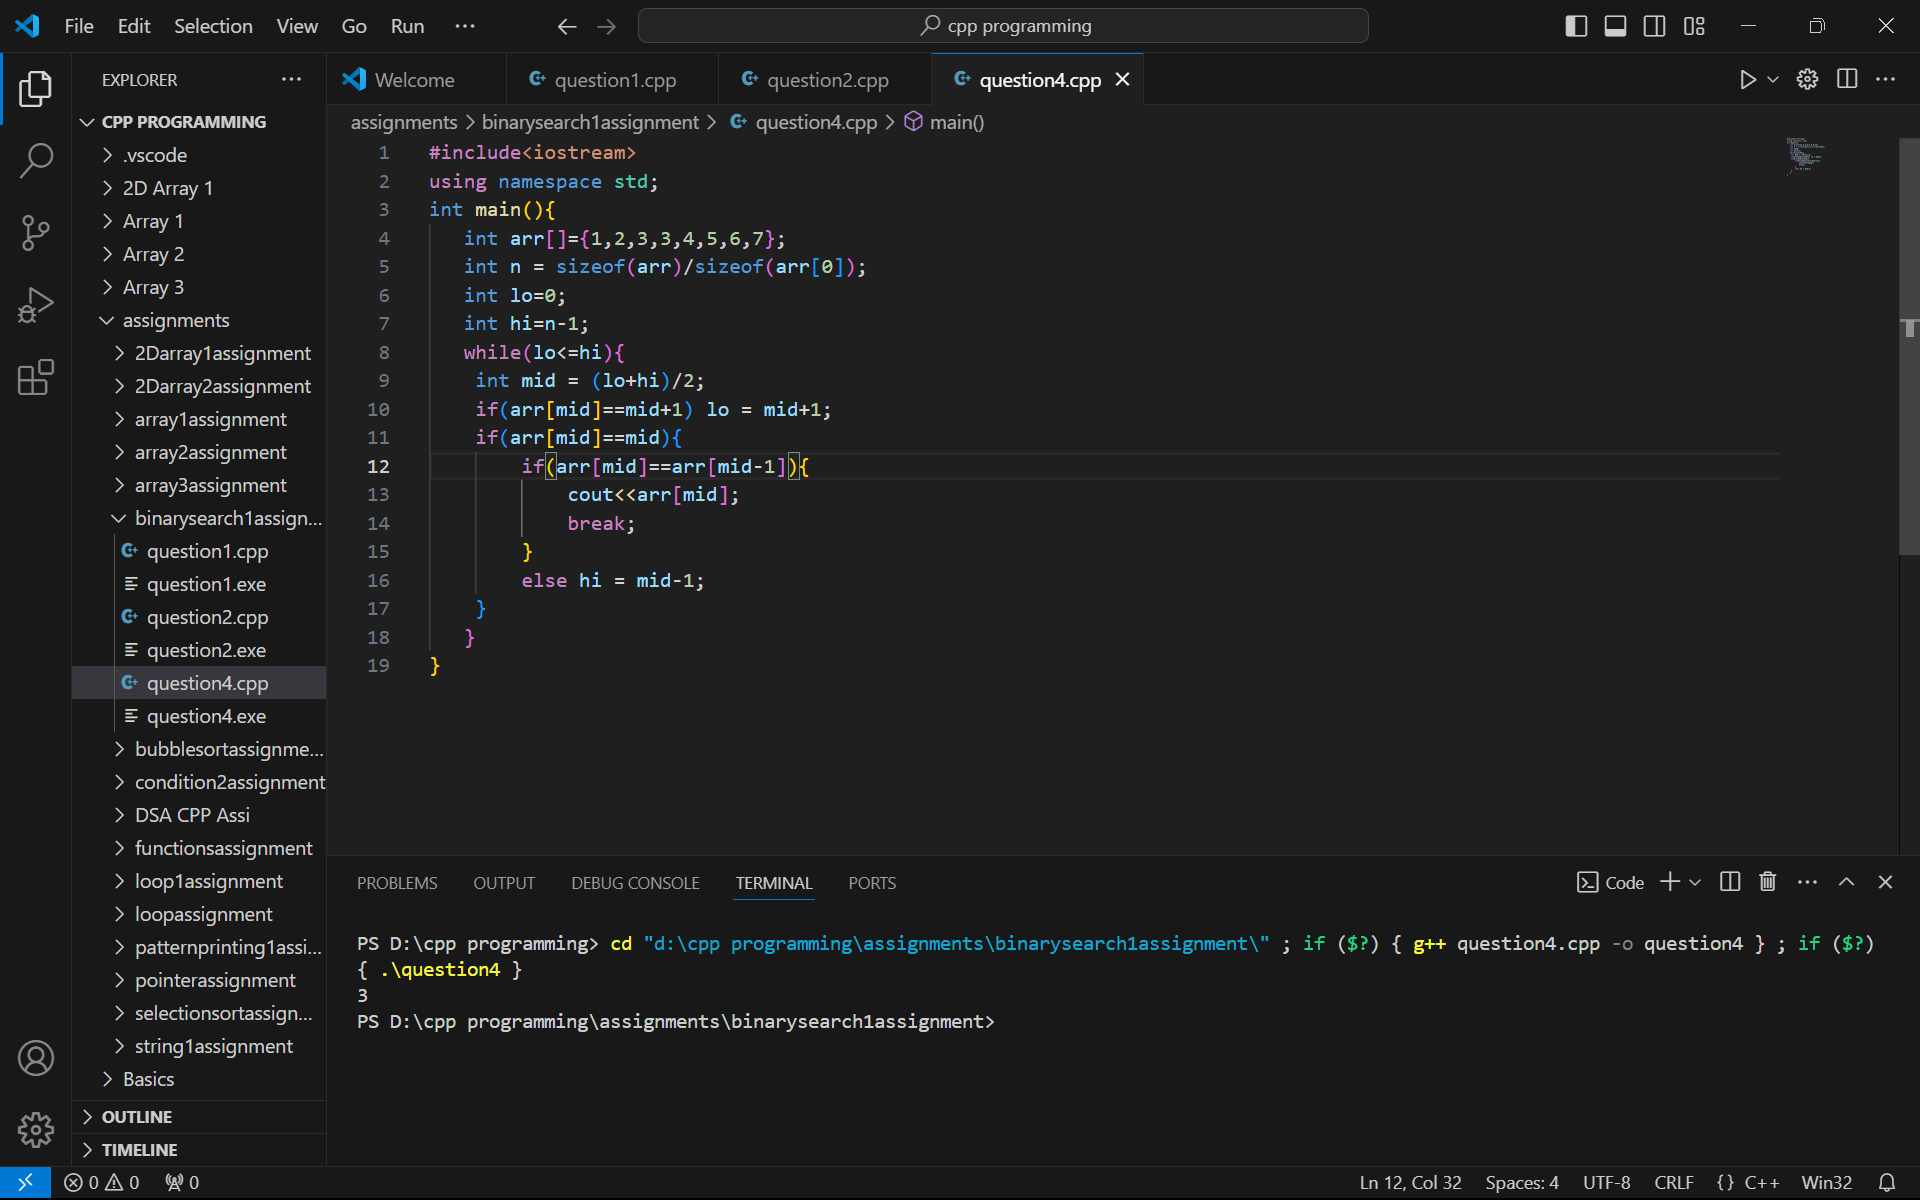 File Edit Selection View Go Run ··· cpp programming
EXPLORER ···
Welcome question1.cpp question2.cpp question4.cpp
CPP PROGRAMMING
.vscode
2D Array 1
Array 1
Array 2
Array 3
assignments
2Darray1assignment
2Darray2assignment
array1assignment
array2assignment
array3assignment
binarysearch1assign...
question1.cpp
question1.exe
question2.cpp
question2.exe
question4.cpp
question4.exe
bubblesortassignme...
condition2assignment
DSA CPP Assi
functionsassignment
loop1assignment
loopassignment
patternprinting1assi...
pointerassignment
selectionsortassign...
string1assignment
Basics
OUTLINE
TIMELINE
assignments > binarysearch1assignment > question4.cpp > main()
1 #include<iostream>
2 using namespace std;
3 int main(){
4 int arr[]={1,2,3,3,4,5,6,7};
5 int n = sizeof(arr)/sizeof(arr[0]);
6 int lo=0;
7 int hi=n-1;
8 while(lo<=hi){
9 int mid = (lo+hi)/2;
10 if(arr[mid]==mid+1) lo = mid+1;
11 if(arr[mid]==mid){
12 if(arr[mid]==arr[mid-1]){
13 cout<<arr[mid];
14 break;
15 }
16 else hi = mid-1;
17 }
18 }
19 }
PROBLEMS OUTPUT DEBUG CONSOLE TERMINAL PORTS Code
PS D:\cpp programming> cd "d:\cpp programming\assignments\binarysearch1assignment\" ; if ($?) { g++ question4.cpp -o question4 } ; if ($?)
{ .\question4 }
3
PS D:\cpp programming\assignments\binarysearch1assignment>
0 0 0 Ln 12, Col 32 Spaces: 4 UTF-8 CRLF {} C++ Win32